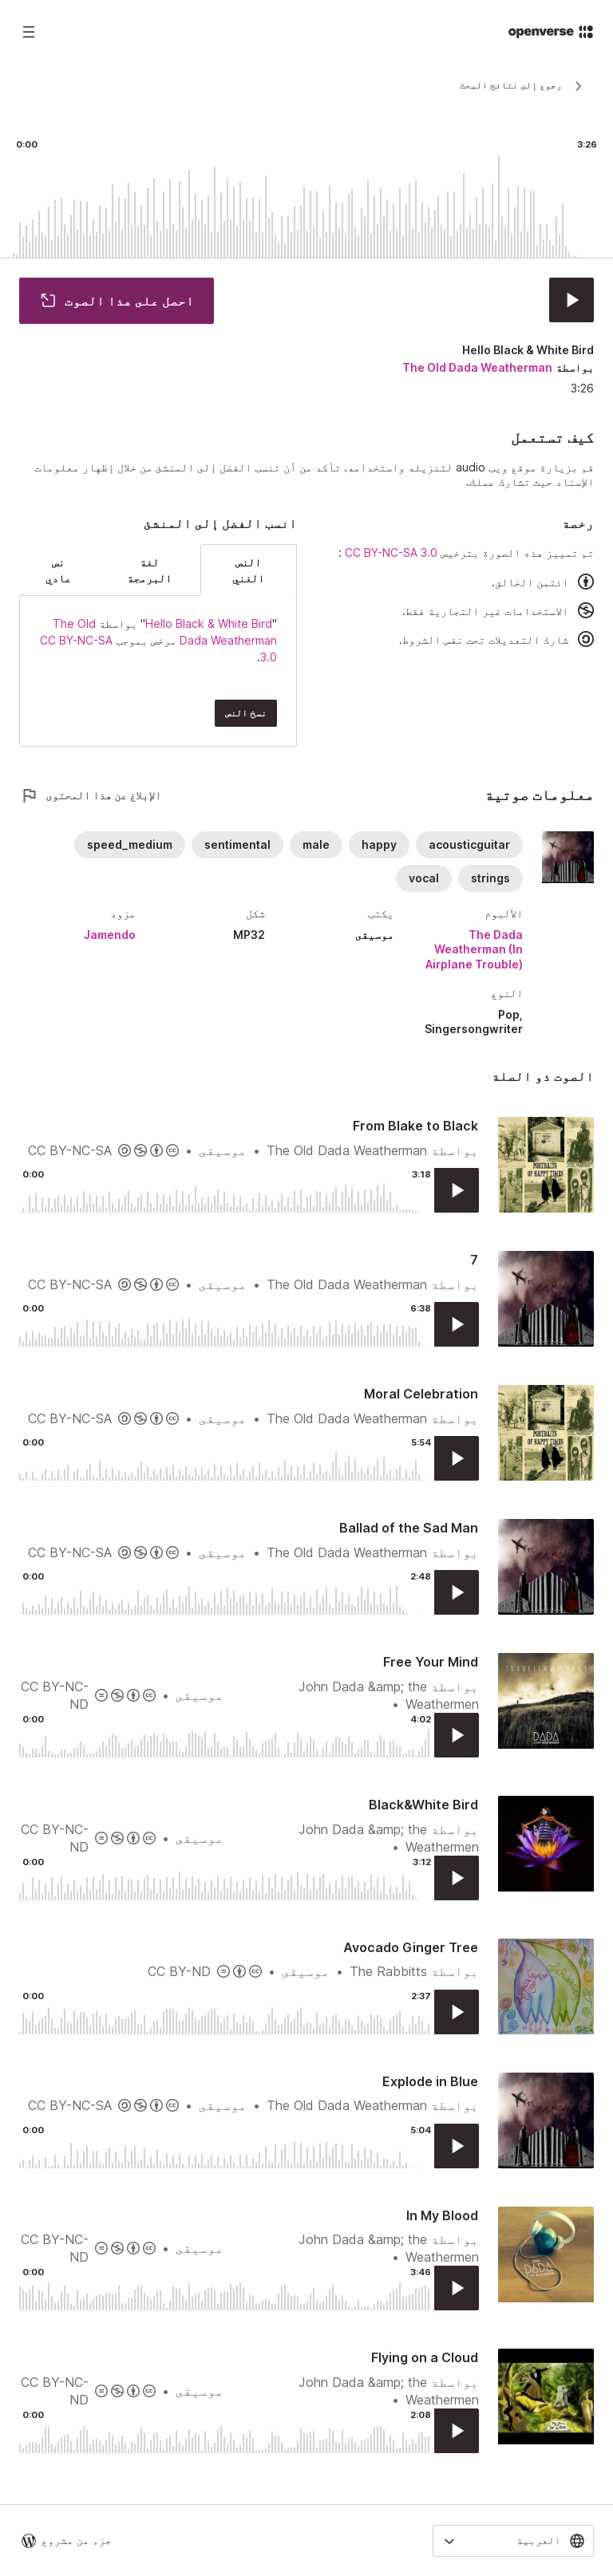 openverse
رجوع إلى نتائج البحث
3:26
0:00
احصل على هذا الصوت
Hello Black & White Bird
بواسطة The Old Dada Weatherman
3:26
كيف تستعمل
قم بزيارة موقع ويب audio لتنزيله واستخدامه. تأكد من أن تنسب الفضل إلى المنشئ من خلال إظهار معلومات
الإسناد حيث تشارك عملك.
رخصة
تم تمييز هذه الصورة بترخيص CC BY-NC-SA 3.0 :
ائتمن الخالق.
الاستخدامات غير التجارية فقط.
شارك التعديلات تحت نفس الشروط.
انسب الفضل إلى المنشئ
النص
الغني
لغة
البرمجة
نص
عادي
"Hello Black & White Bird" بواسطة The Old
Dada Weatherman مرخص بموجب CC BY-NC-SA
3.0.
نسخ النص
معلومات صوتية
الإبلاغ عن هذا المحتوى
acousticguitar
happy
male
sentimental
speed_medium
strings
vocal
الألبوم
The Dada
Weatherman (In
Airplane Trouble)
يكتب
موسيقى
شكل
MP32
مزود
Jamendo
النوع
Pop,
Singersongwriter
الصوت ذو الصلة
From Blake to Black
بواسطة The Old Dada Weatherman • موسيقى • CC BY-NC-SA
3:18
0:00
PORTRAITS
OF HAPPY TIMES
7
بواسطة The Old Dada Weatherman • موسيقى • CC BY-NC-SA
6:38
0:00
Moral Celebration
بواسطة The Old Dada Weatherman • موسيقى • CC BY-NC-SA
5:54
0:00
PORTRAITS
OF HAPPY TIMES
Ballad of the Sad Man
بواسطة The Old Dada Weatherman • موسيقى • CC BY-NC-SA
2:48
0:00
Free Your Mind
بواسطة John Dada &amp; the
Weathermen •
موسيقى •
CC BY-NC-
ND
4:02
0:00
DADA
Black&White Bird
بواسطة John Dada &amp; the
Weathermen •
موسيقى •
CC BY-NC-
ND
3:12
0:00
Avocado Ginger Tree
بواسطة The Rabbitts • موسيقى • CC BY-ND
2:37
0:00
Explode in Blue
بواسطة The Old Dada Weatherman • موسيقى • CC BY-NC-SA
5:04
0:00
In My Blood
بواسطة John Dada &amp; the
Weathermen •
موسيقى •
CC BY-NC-
ND
3:46
0:00
DADA
Flying on a Cloud
بواسطة John Dada &amp; the
Weathermen •
موسيقى •
CC BY-NC-
ND
2:08
0:00
العربية
جزء من مشروع